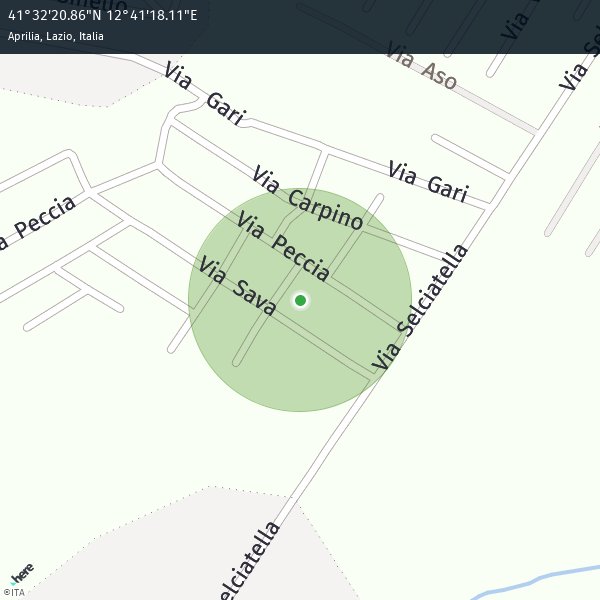 41°32'20.86"N 12°41'18.11"E
Aprilia, Lazio, Italia
Via Aso
Via Gari
Via Gari
Via Carpino
Via Peccia
Peccia
Via Sava
Via Selciatella
here
©ITA